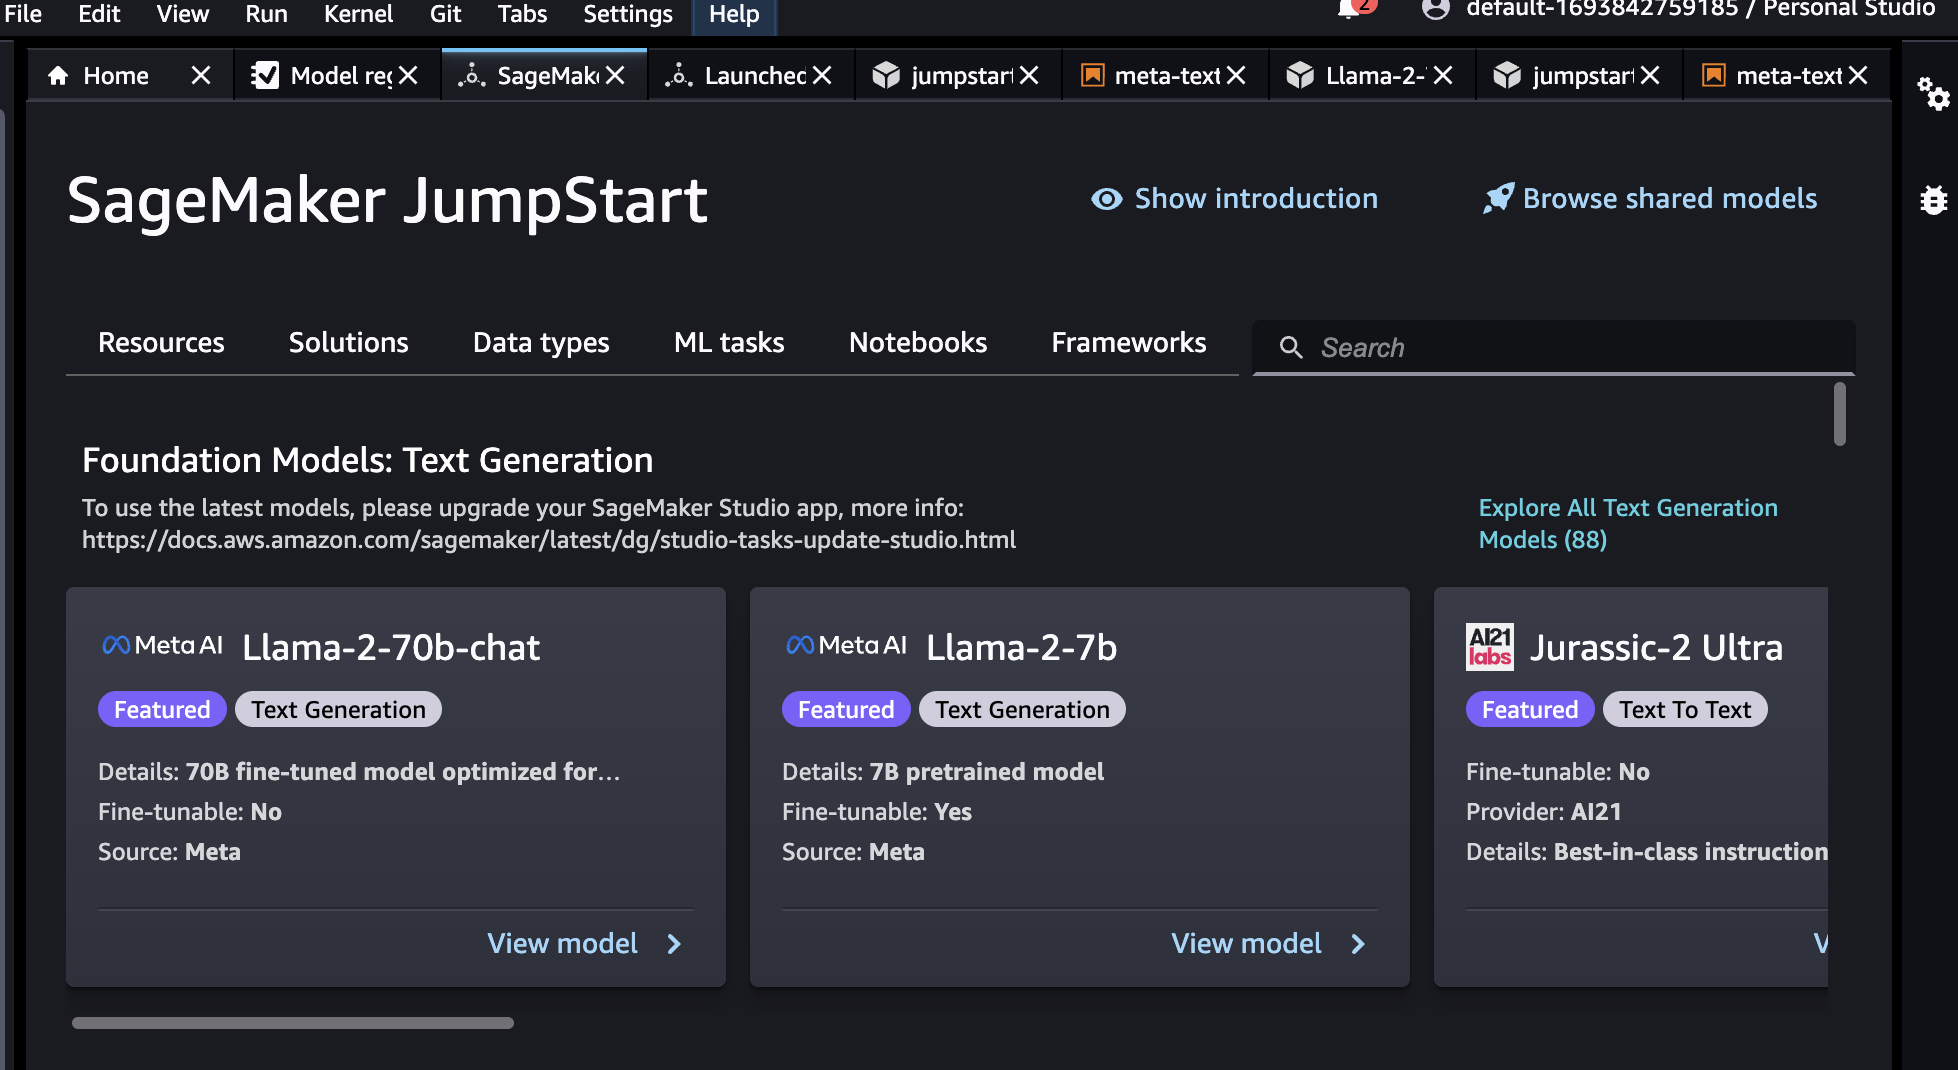 File Edit View Run Kernel Git Tabs Settings Help
2
default-1693842759185 / Personal Studio
Home
Model reg
SageMake
Launched
jumpstart
meta-text
Llama-2-
jumpstart
meta-text
SageMaker JumpStart
Show introduction
Browse shared models
Resources Solutions Data types ML tasks Notebooks Frameworks
Search
Foundation Models: Text Generation
To use the latest models, please upgrade your SageMaker Studio app, more info:
https://docs.aws.amazon.com/sagemaker/latest/dg/studio-tasks-update-studio.html
Explore All Text Generation
Models (88)
Meta AI Llama-2-70b-chat
Featured Text Generation
Details: 70B fine-tuned model optimized for...
Fine-tunable: No
Source: Meta
View model
Meta AI Llama-2-7b
Featured Text Generation
Details: 7B pretrained model
Fine-tunable: Yes
Source: Meta
View model
AI21 labs Jurassic-2 Ultra
Featured Text To Text
Fine-tunable: No
Provider: AI21
Details: Best-in-class instruction
V